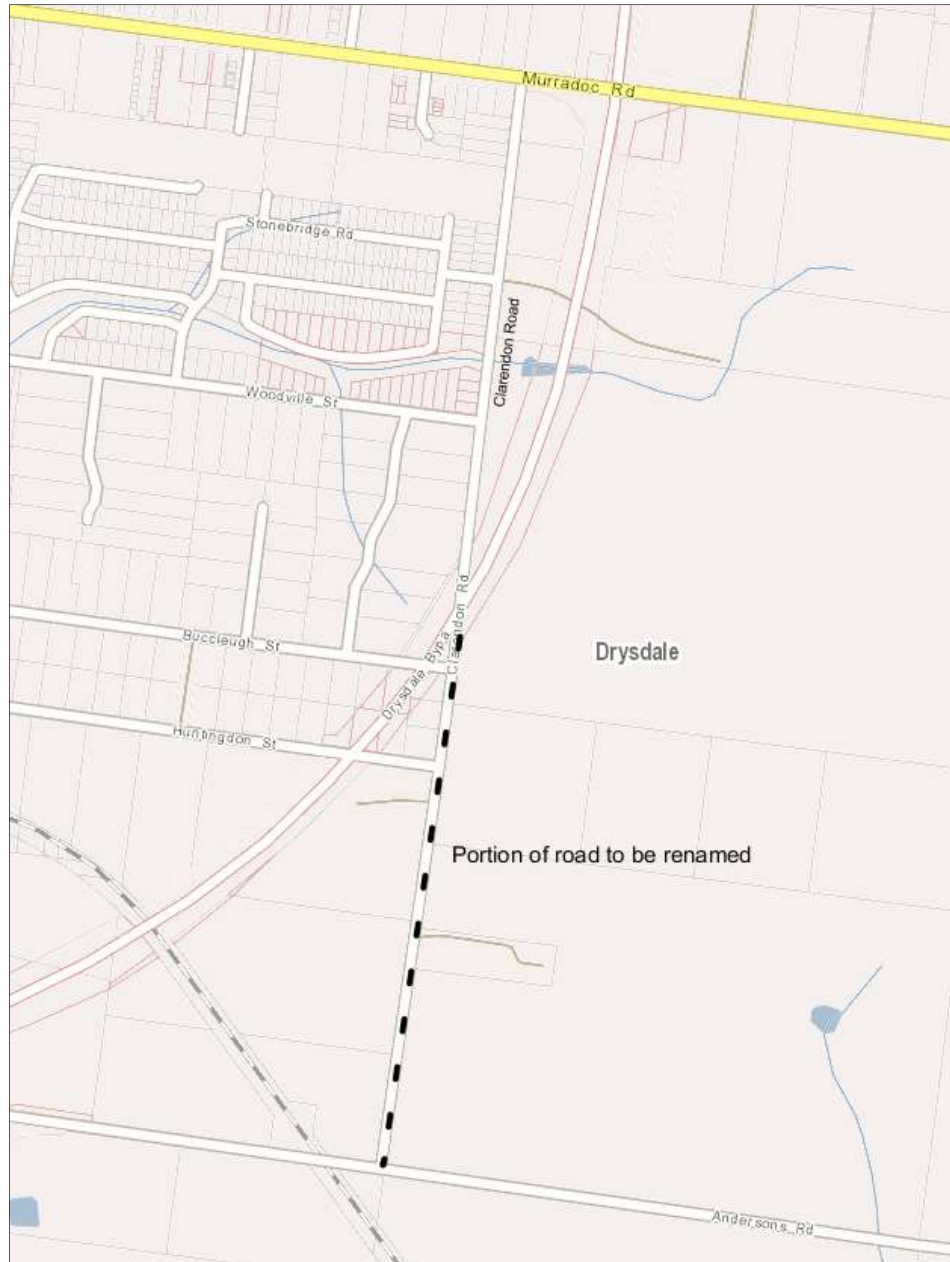 Murradoc Rd
Stonebridge Rd
Clarendon Road
Woodville St
Clarendon Rd
Buccleugh St
Drysdale Bypa
Drysdale
Huntingdon St
Portion of road to be renamed
Andersons Rd